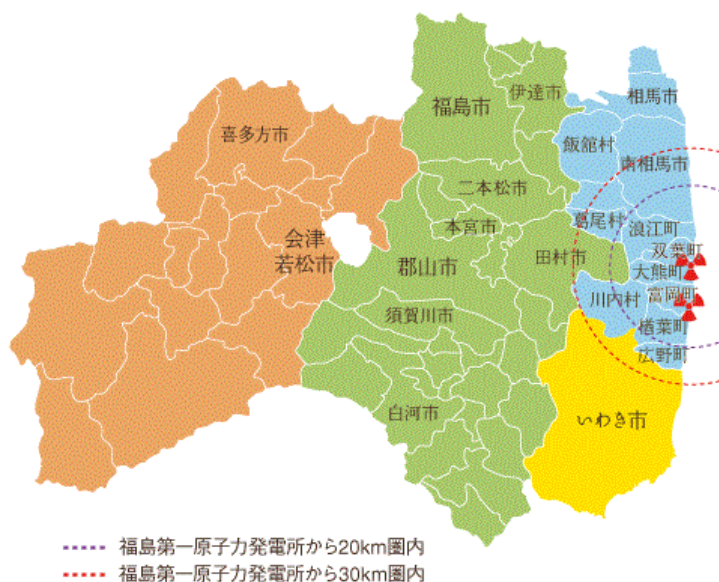 伊達市
相馬市
福島市
喜多方市
飯舘村
南相馬市
二本松市
葛尾村
浪江町
本宮市
会津
若松市
双葉町
田村市
郡山市
大熊町
川内村
富岡町
須賀川市
楢葉町
広野町
白河市
いわき市
福島第一原子力発電所から20km圏内
福島第一原子力発電所から30km圏内